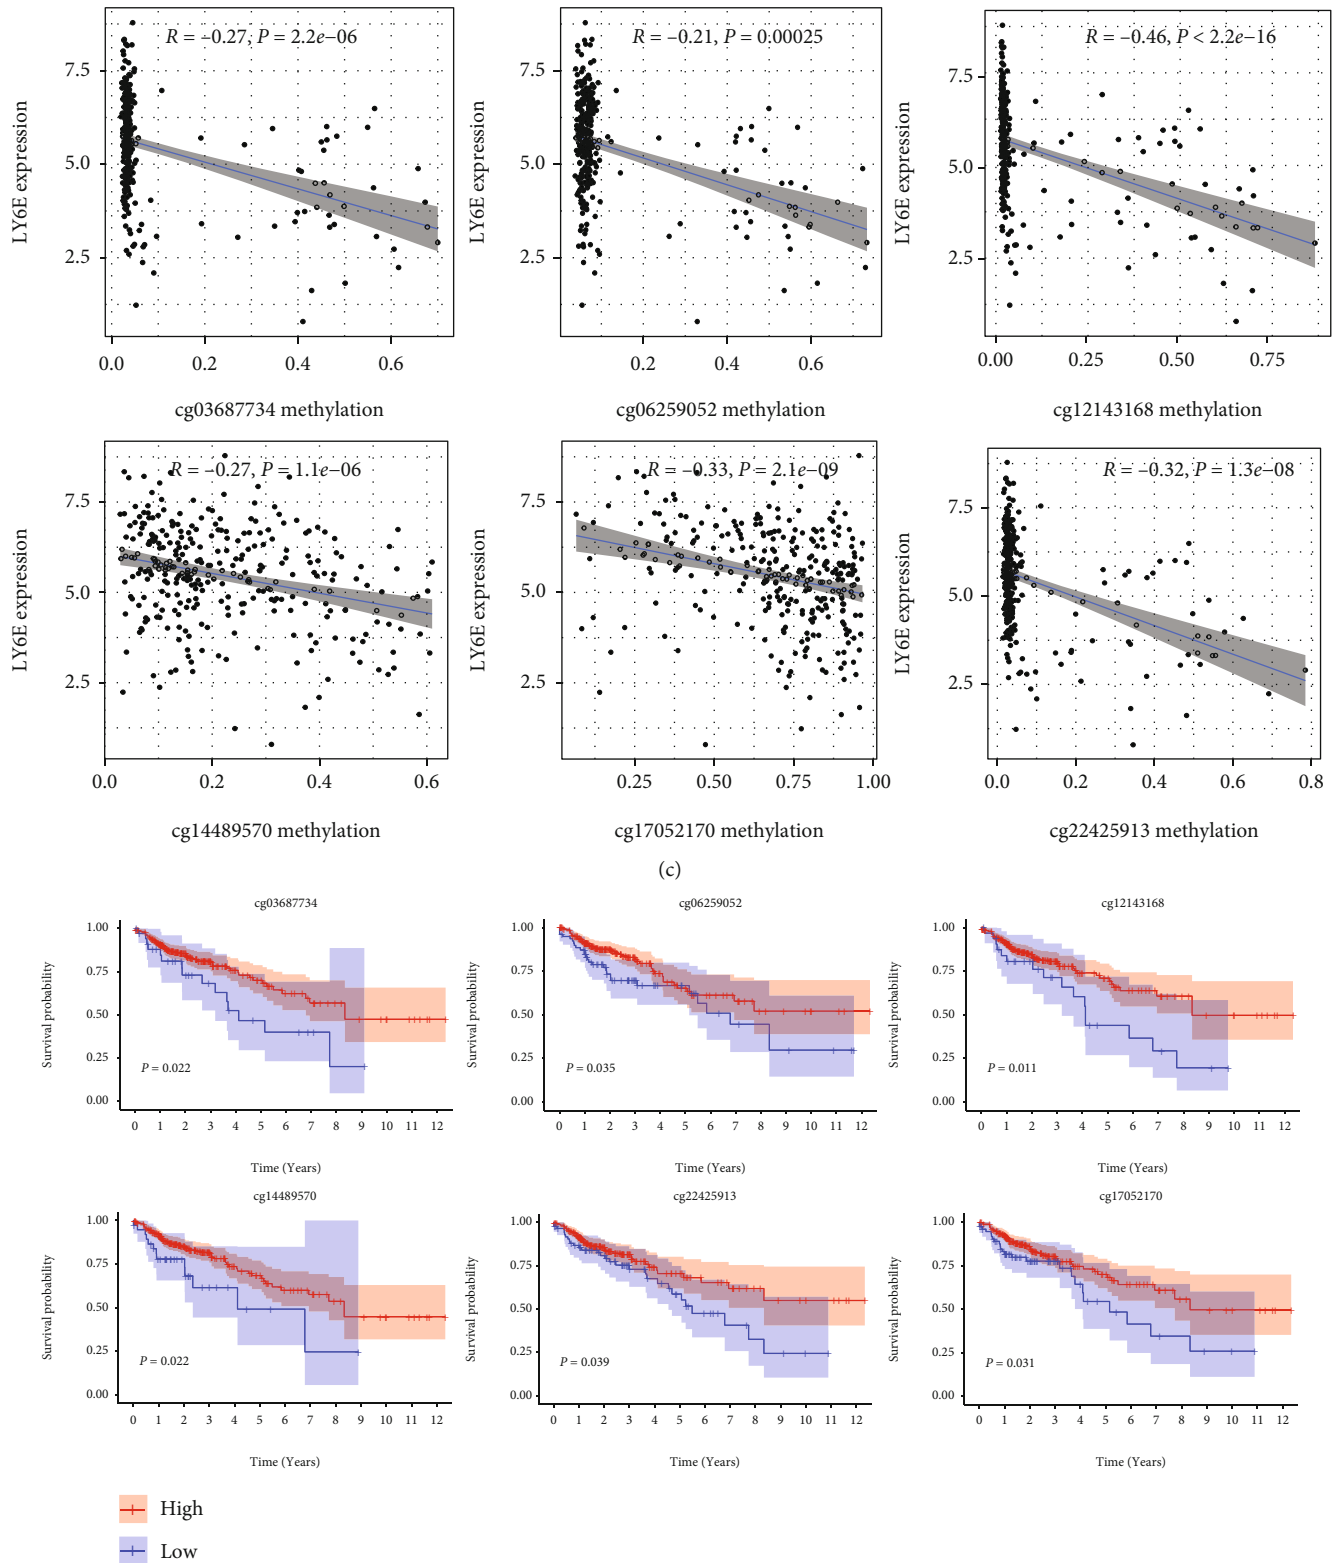 R = –0.27, P = 2.2e–06
R = –0.21, P = 0.00025
R = –0.46, P < 2.2e–16
LY6E expression
7.5
5.0
2.5
0.0 0.2 0.4 0.6
cg03687734 methylation
LY6E expression
7.5
5.0
2.5
0.2 0.4 0.6
cg06259052 methylation
LY6E expression
7.5
5.0
2.5
0.00 0.25 0.50 0.75
cg12143168 methylation
R = –0.27, P = 1.1e–06
R = –0.33, P = 2.1e–09
R = –0.32, P = 1.3e–08
LY6E expression
7.5
5.0
2.5
0.0 0.2 0.4 0.6
cg14489570 methylation
LY6E expression
7.5
5.0
2.5
0.25 0.50 0.75 1.00
cg17052170 methylation
LY6E expression
7.5
5.0
2.5
0.0 0.2 0.4 0.6 0.8
cg22425913 methylation
(c)
cg03687734
Survival probability
1.00
0.75
0.50
0.25
0.00
P = 0.022
0 1 2 3 4 5 6 7 8 9 10 11 12
Time (Years)
cg06259052
Survival probability
1.00
0.75
0.50
0.25
0.00
P = 0.035
0 1 2 3 4 5 6 7 8 9 10 11 12
Time (Years)
cg12143168
Survival probability
1.00
0.75
0.50
0.25
0.00
P = 0.011
0 1 2 3 4 5 6 7 8 9 10 11 12
Time (Years)
cg14489570
Survival probability
1.00
0.75
0.50
0.25
0.00
P = 0.022
0 1 2 3 4 5 6 7 8 9 10 11 12
Time (Years)
cg22425913
Survival probability
1.00
0.75
0.50
0.25
0.00
P = 0.039
0 1 2 3 4 5 6 7 8 9 10 11 12
Time (Years)
cg17052170
Survival probability
1.00
0.75
0.50
0.25
0.00
P = 0.031
0 1 2 3 4 5 6 7 8 9 10 11 12
Time (Years)
High
Low